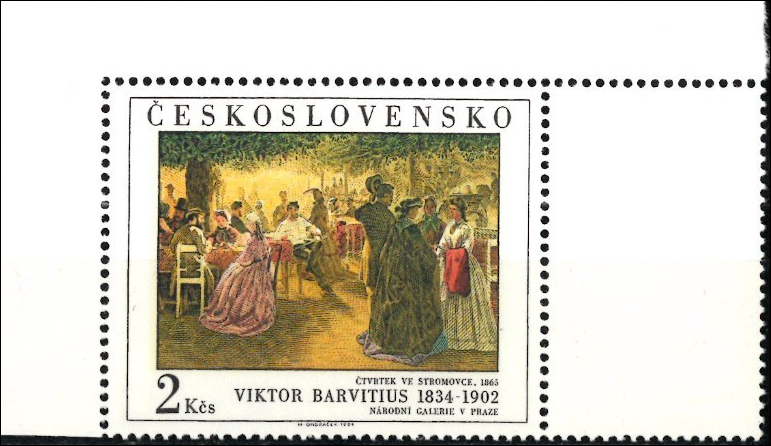 ČESKOSLOVENSKO
ČTVRTEK VE STROMOVCE, 1865
2 Kčs
VIKTOR BARVITIUS 1834-1902
NÁRODNÍ GALERIE V PRAZE